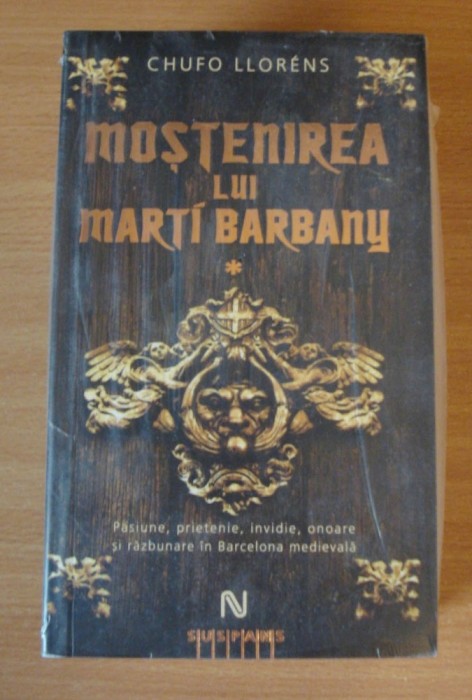 CHUFO LLORÉNS
MOȘTENIREA
LUI
MARTÍ BARBANY
*
Pasiune, prietenie, invidie, onoare
și răzbunare în Barcelona medievală
N
SUSPANS